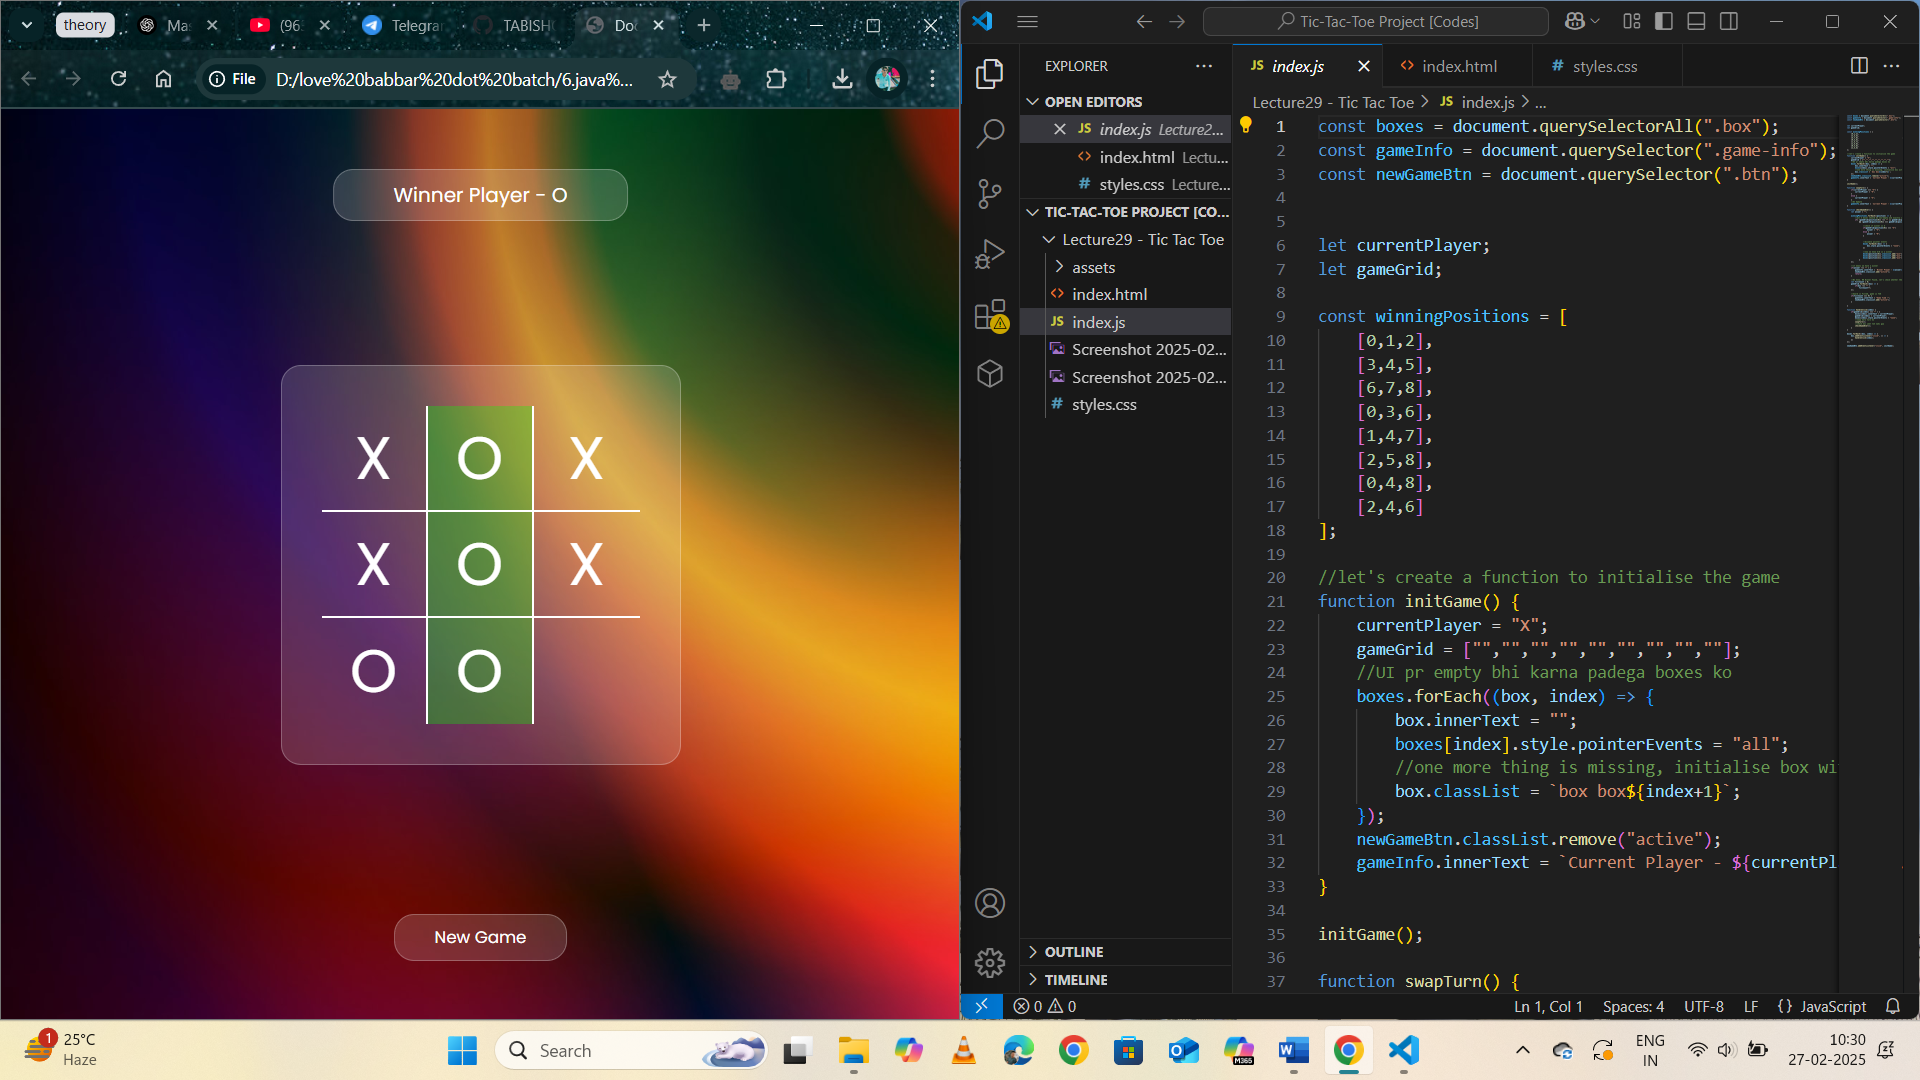 theory
Mas
(96
Telegra
TABISH
Do
File
D:/love%20babbar%20dot%20batch/6.java%...
Winner Player - O
X O X
X O X
O O
New Game
Tic-Tac-Toe Project [Codes]
EXPLORER
OPEN EDITORS
index.js Lecture2...
index.html Lectu...
styles.css Lecture...
TIC-TAC-TOE PROJECT [CO...
Lecture29 - Tic Tac Toe
assets
index.html
JS index.js
Screenshot 2025-02...
Screenshot 2025-02...
# styles.css
OUTLINE
TIMELINE
JS index.js
index.html
# styles.css
Lecture29 - Tic Tac Toe > JS index.js > ...
1 const boxes = document.querySelectorAll(".box");
2 const gameInfo = document.querySelector(".game-info");
3 const newGameBtn = document.querySelector(".btn");
4
5
6 let currentPlayer;
7 let gameGrid;
8
9 const winningPositions = [
10 [0,1,2],
11 [3,4,5],
12 [6,7,8],
13 [0,3,6],
14 [1,4,7],
15 [2,5,8],
16 [0,4,8],
17 [2,4,6]
18 ];
19
20 //let's create a function to initialise the game
21 function initGame() {
22 currentPlayer = "X";
23 gameGrid = ["","","","","","","","",""];
24 //UI pr empty bhi karna padega boxes ko
25 boxes.forEach((box, index) => {
26 box.innerText = "";
27 boxes[index].style.pointerEvents = "all";
28 //one more thing is missing, initialise box wi
29 box.classList = `box box${index+1}`;
30 });
31 newGameBtn.classList.remove("active");
32 gameInfo.innerText = `Current Player - ${currentPl
33 }
34
35 initGame();
36
37 function swapTurn() {
0 0
Ln 1, Col 1
Spaces: 4
UTF-8
LF
{} JavaScript
1
25°C
Haze
Search
M365
ENG
IN
10:30
27-02-2025